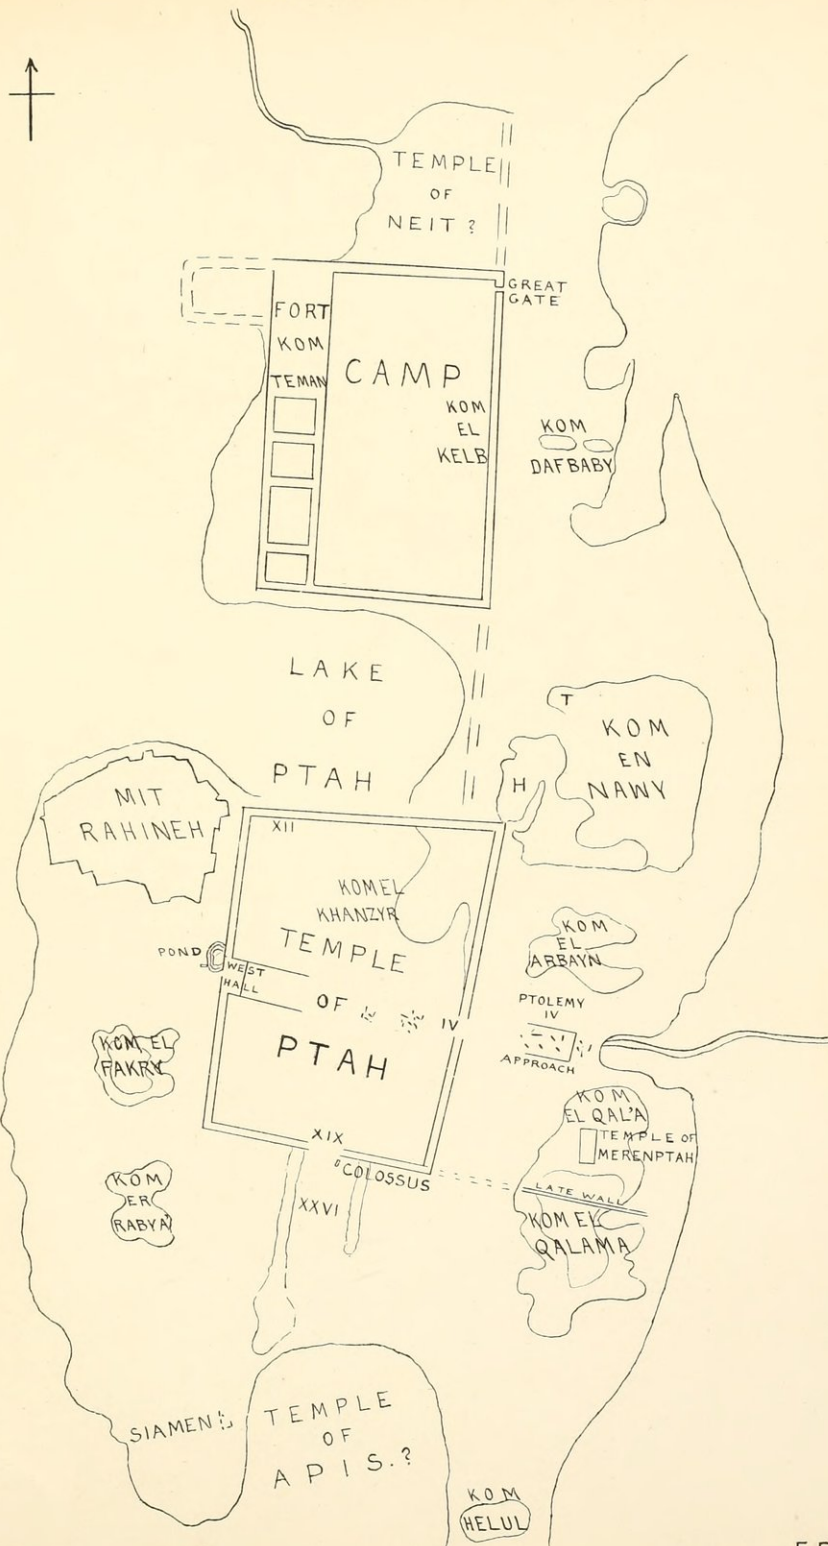 TEMPLE
OF
NEIT ?
GREAT
GATE
FORT
KOM
TEMAN
CAMP
KOM
EL
KELB
KOM
DAFBABY
LAKE
OF
PTAH
T
KOM
EN
NAWY
H
MIT
RAHINEH
XII
KOM EL
KHANZYR
TEMPLE
OF
PTAH
POND
WEST
HALL
IV
KOM
EL
ARBAYN
PTOLEMY
IV
APPROACH
KOM EL
FAKRY
KOM
EL QAL'A
TEMPLE OF
MERENPTAH
XIX
COLOSSUS
XXVI
LATE WALL
KOM
ER
RABYA
KOM EL
QALAMA
SIAMEN
TEMPLE
OF
APIS.?
KOM
HELUL